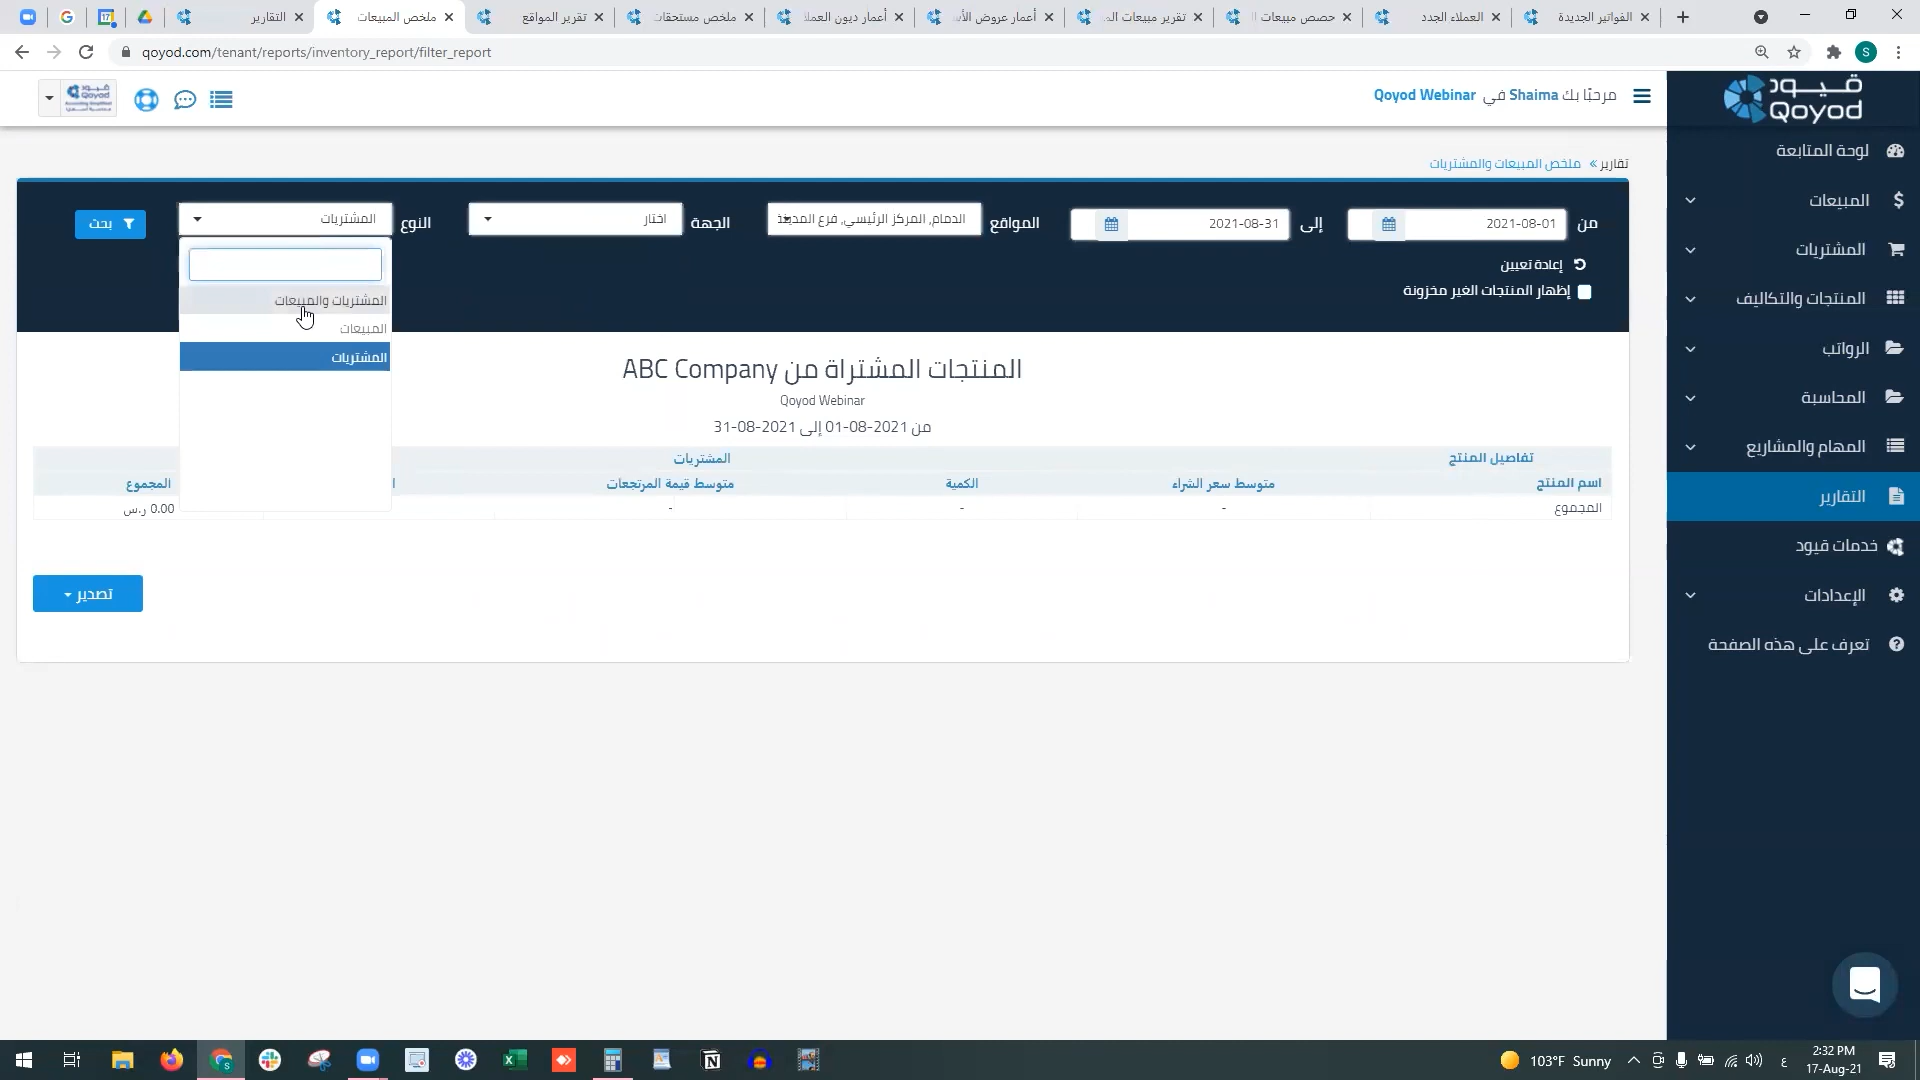 التقارير
ملخص المبيعات
تقرير المواقع
ملخص مستحقات
أعمار ديون العملا
أعمار عروض الأس
تقرير مبيعات الم
حصص مبيعات ا
العملاء الجدد
الفواتير الجديدة
qoyod.com/tenant/reports/inventory_report/filter_report
S
قيود
Qoyod
مرحبًا بك Shaima في Qoyod Webinar
قيود
Qoyod
لوحة المتابعة
المبيعات
المشتريات
المنتجات والتكاليف
الرواتب
المحاسبة
المهام والمشاريع
التقارير
خدمات قيود
الإعدادات
تعرف على هذه الصفحة
تقارير » ملخص المبيعات والمشتريات
من 2021-08-01 إلى 2021-08-31 المواقع الدمام, المركز الرئيسي, فرع المدينة الجهة اختار النوع المشتريات بحث
إعادة تعيين
إظهار المنتجات الغير مخزونة
المشتريات والمبيعات
المبيعات
المشتريات
المنتجات المشتراة من ABC Company
Qoyod Webinar
من 2021-08-01 إلى 2021-08-31
تفاصيل المنتج المشتريات
اسم المنتج متوسط سعر الشراء الكمية متوسط قيمة المرتجعات المجموع
المجموع - - - 0.00 ر.س
تصدير
103°F Sunny
ع
2:32 PM
17-Aug-21